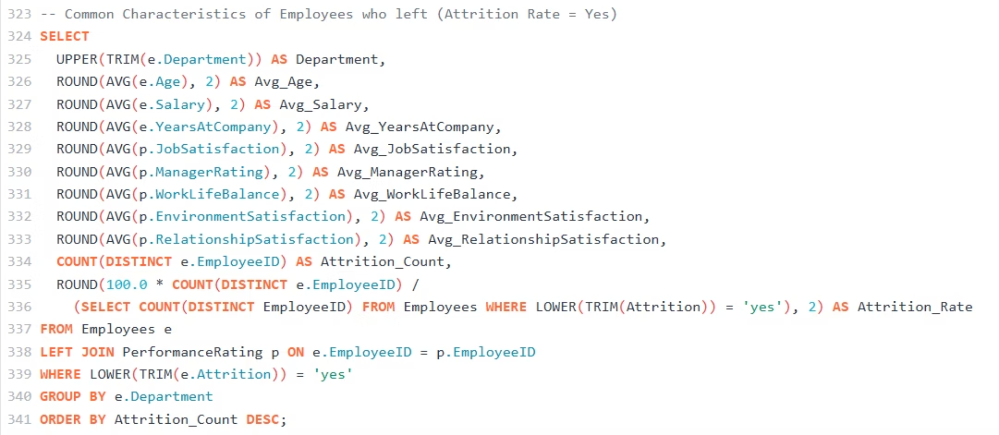 323 -- Common Characteristics of Employees who left (Attrition Rate = Yes)
324 SELECT
325 UPPER(TRIM(e.Department)) AS Department,
326 ROUND(AVG(e.Age), 2) AS Avg_Age,
327 ROUND(AVG(e.Salary), 2) AS Avg_Salary,
328 ROUND(AVG(e.YearsAtCompany), 2) AS Avg_YearsAtCompany,
329 ROUND(AVG(p.JobSatisfaction), 2) AS Avg_JobSatisfaction,
330 ROUND(AVG(p.ManagerRating), 2) AS Avg_ManagerRating,
331 ROUND(AVG(p.WorkLifeBalance), 2) AS Avg_WorkLifeBalance,
332 ROUND(AVG(p.EnvironmentSatisfaction), 2) AS Avg_EnvironmentSatisfaction,
333 ROUND(AVG(p.RelationshipSatisfaction), 2) AS Avg_RelationshipSatisfaction,
334 COUNT(DISTINCT e.EmployeeID) AS Attrition_Count,
335 ROUND(100.0 * COUNT(DISTINCT e.EmployeeID) /
336 (SELECT COUNT(DISTINCT EmployeeID) FROM Employees WHERE LOWER(TRIM(Attrition)) = 'yes'), 2) AS Attrition_Rate
337 FROM Employees e
338 LEFT JOIN PerformanceRating p ON e.EmployeeID = p.EmployeeID
339 WHERE LOWER(TRIM(e.Attrition)) = 'yes'
340 GROUP BY e.Department
341 ORDER BY Attrition_Count DESC;